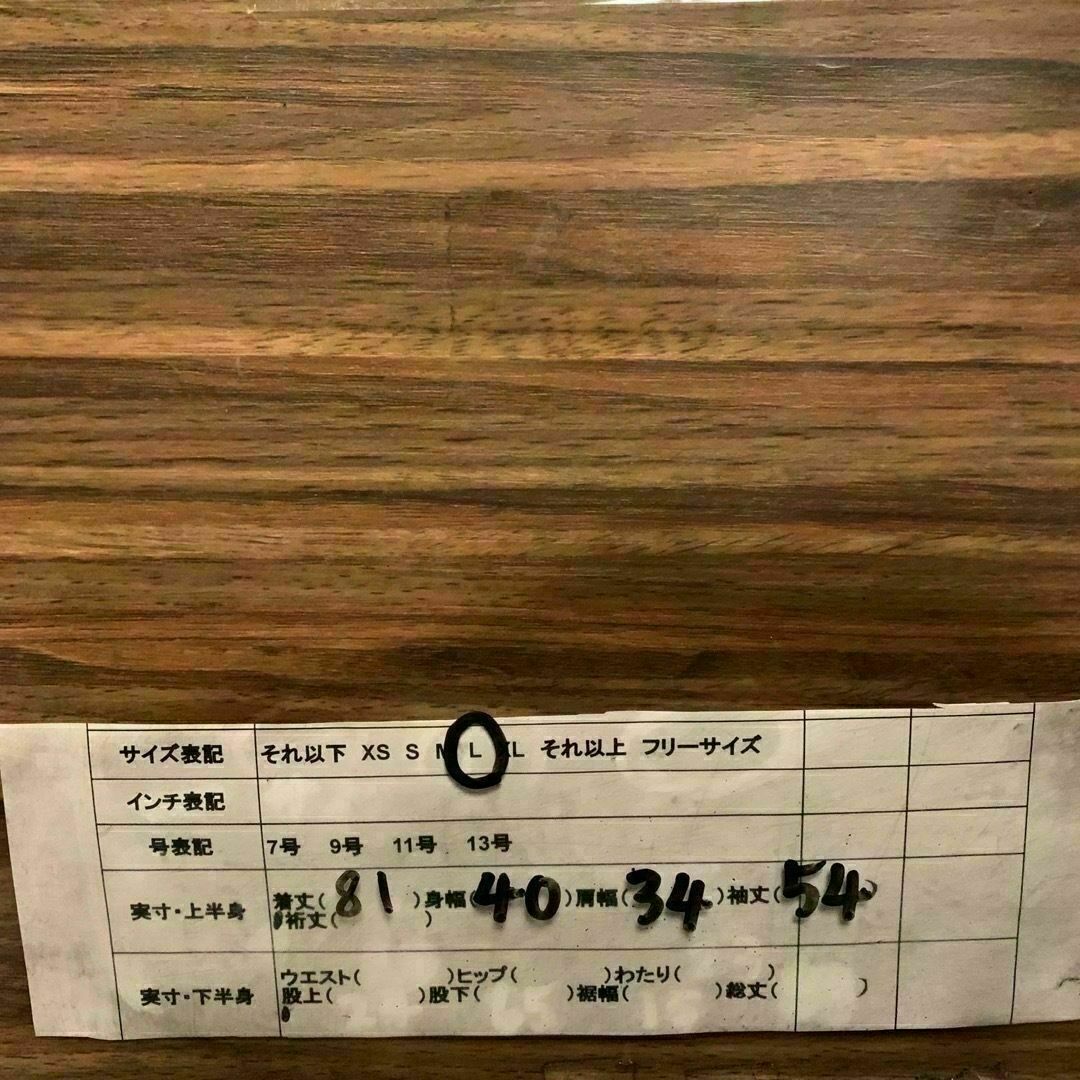 サイズ表記 それ以下 XS S M L XL それ以上 フリーサイズ
インチ表記
号表記 7号 9号 11号 13号
実寸・上半身 着丈(81)身幅(40)肩幅(34)袖丈(54)
裄丈( )
実寸・下半身 ウエスト( )ヒップ( )わたり( )
股上( )股下( )裾幅( )総丈( )